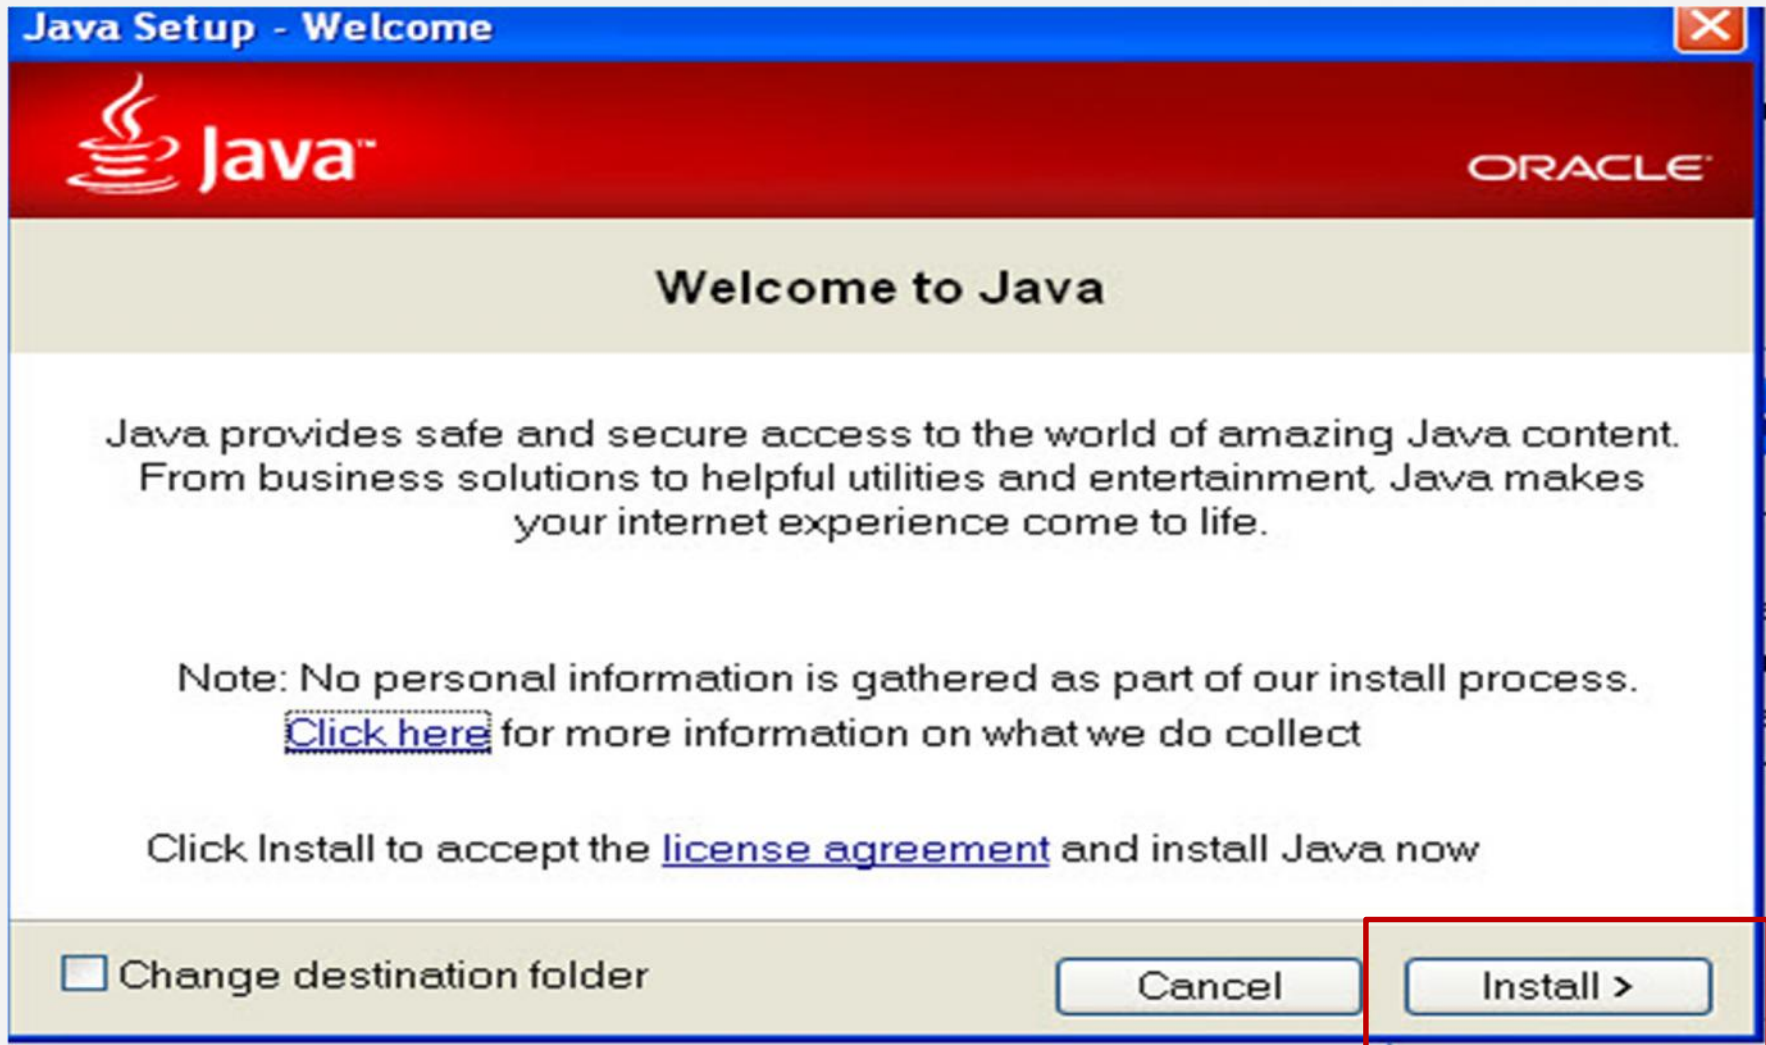 Java Setup - Welcome
Java™
ORACLE
Welcome to Java
Java provides safe and secure access to the world of amazing Java content.
From business solutions to helpful utilities and entertainment, Java makes
your internet experience come to life.
Note: No personal information is gathered as part of our install process.
Click here for more information on what we do collect
Click Install to accept the license agreement and install Java now
Change destination folder
Cancel
Install >